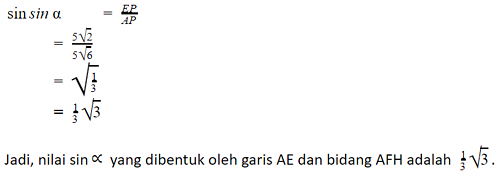 sin sin α = EP/AP
= 5√2/5√6
= √(1/3)
= 1/3 √3
Jadi, nilai sin ∝ yang dibentuk oleh garis AE dan bidang AFH adalah 1/3 √3.